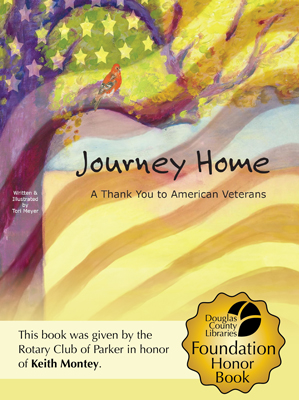 Journey Home
A Thank You to American Veterans
Written &
Illustrated
by
Tori Meyer
This book was given by the
Rotary Club of Parker in honor
of Keith Montey.
Douglas
County
Libraries
Foundation
Honor
Book